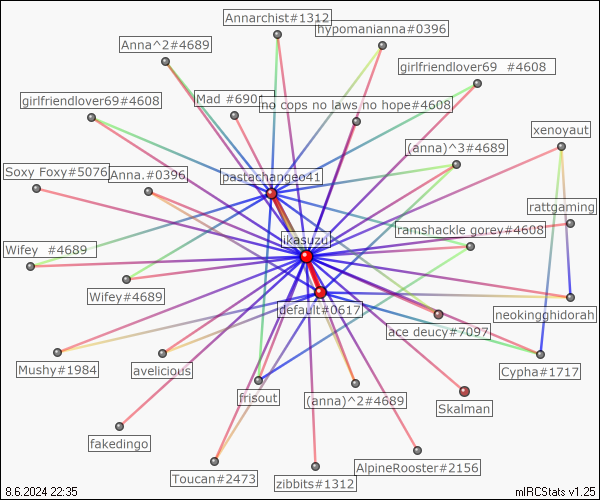 Annarchist#1312
hypomanianna#0396
Anna^2#4689
girlfriendlover69 #4608
girlfriendlover69#4608
Mad #6904
no cops no laws no hope#4608
xenoyaut
(anna)^3#4689
pastachangeo41
Soxy Foxy#5076
Anna.#0396
rattgaming
ramshackle gorey#4608
ikasuzu
Wifey #4689
Wifey#4689
default#0617
neokingghidorah
ace deucy#7097
Mushy#1984
avelicious
Cypha#1717
frisout
(anna)^2#4689
Skalman
fakedingo
Toucan#2473
AlpineRooster#2156
zibbits#1312
8.6.2024 22:35
mIRCStats v1.25